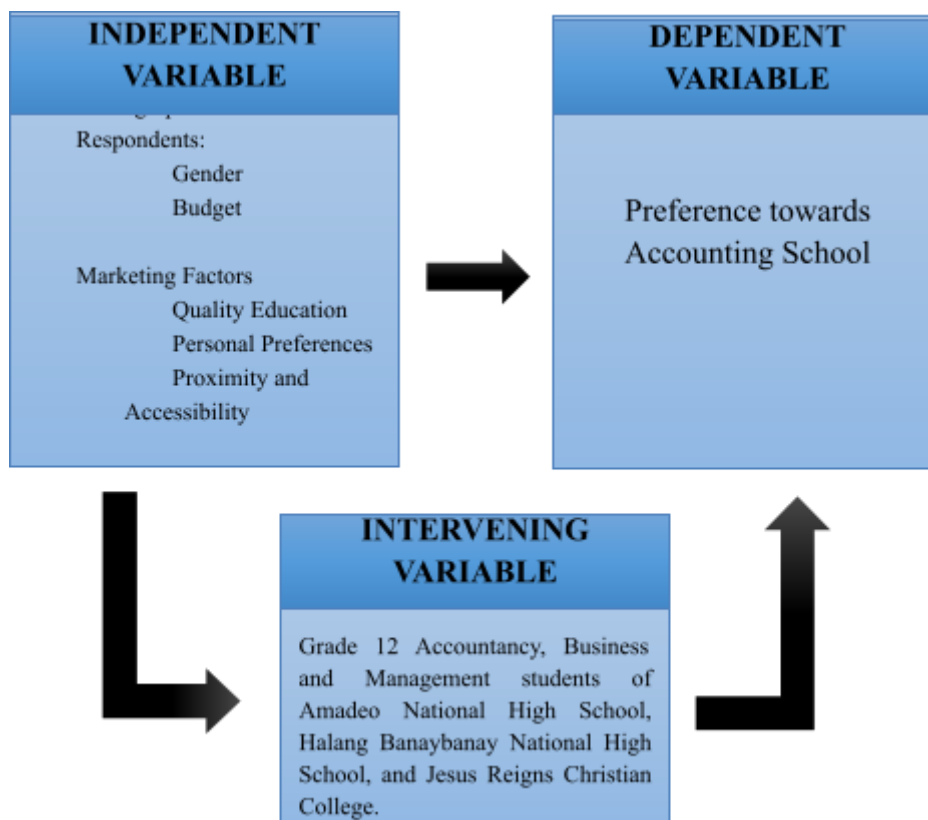 INDEPENDENT
VARIABLE
Respondents:
Gender
Budget
Marketing Factors
Quality Education
Personal Preferences
Proximity and
Accessibility
DEPENDENT
VARIABLE
Preference towards
Accounting School
INTERVENING
VARIABLE
Grade 12 Accountancy, Business
and Management students of
Amadeo National High School,
Halang Banaybanay National High
School, and Jesus Reigns Christian
College.